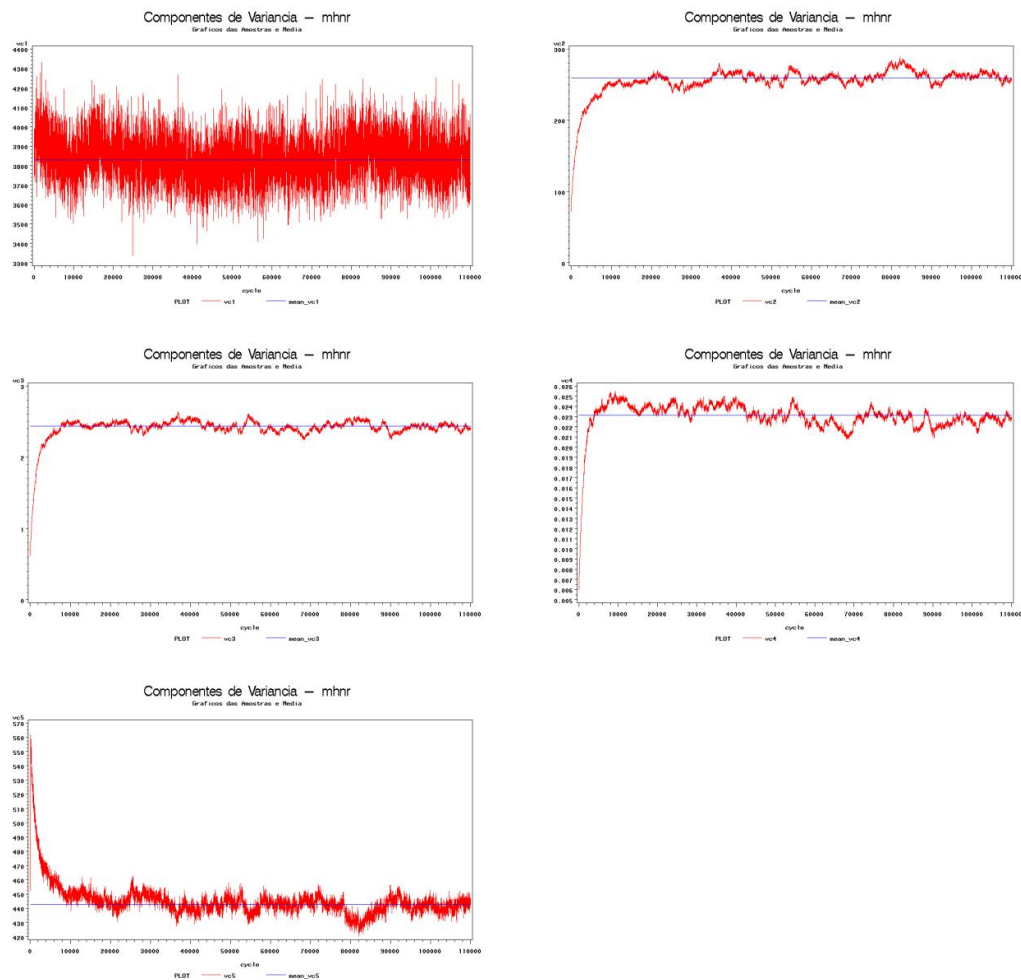 Componentes de Variancia – mhnr
Graficos das Amostras e Media
vc1
4400
4300
4200
4100
4000
3900
3800
3700
3600
3500
3400
3300
0 10000 20000 30000 40000 50000 60000 70000 80000 90000 100000 110000
cycle
PLOT vc1 mean_vc1
Componentes de Variancia – mhnr
Graficos das Amostras e Media
vc2
300
200
100
0
0 10000 20000 30000 40000 50000 60000 70000 80000 90000 100000 110000
cycle
PLOT vc2 mean_vc2
Componentes de Variancia – mhnr
Graficos das Amostras e Media
vc3
3
2
1
0
0 10000 20000 30000 40000 50000 60000 70000 80000 90000 100000 110000
cycle
PLOT vc3 mean_vc3
Componentes de Variancia – mhnr
Graficos das Amostras e Media
vc4
0.026
0.025
0.024
0.023
0.022
0.021
0.020
0.019
0.018
0.017
0.016
0.015
0.014
0.013
0.012
0.011
0.010
0.009
0.008
0.007
0.006
0.005
0 10000 20000 30000 40000 50000 60000 70000 80000 90000 100000 110000
cycle
PLOT vc4 mean_vc4
Componentes de Variancia – mhnr
Graficos das Amostras e Media
vc5
570
560
550
540
530
520
510
500
490
480
470
460
450
440
430
420
0 10000 20000 30000 40000 50000 60000 70000 80000 90000 100000 110000
cycle
PLOT vc5 mean_vc5